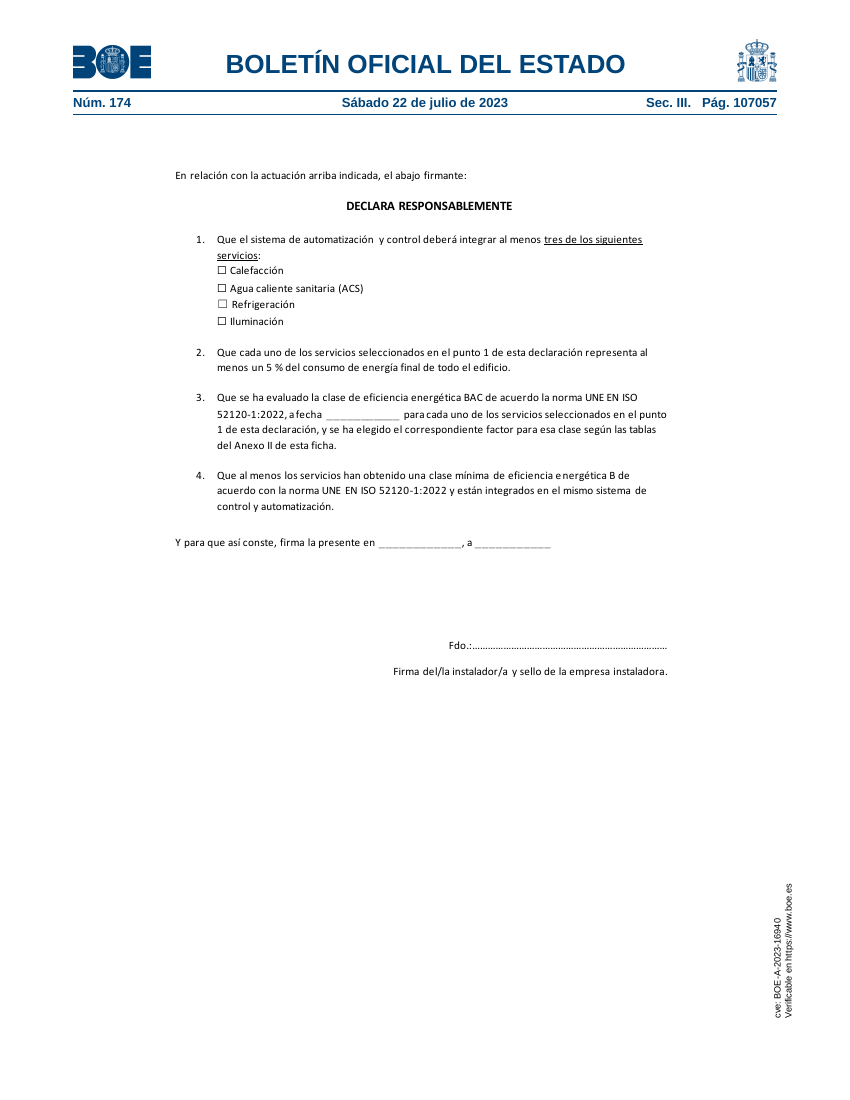 BOE
BOLETÍN OFICIAL DEL ESTADO
Núm. 174 Sábado 22 de julio de 2023 Sec. III. Pág. 107057
En relación con la actuación arriba indicada, el abajo firmante:
DECLARA RESPONSABLEMENTE
1. Que el sistema de automatización y control deberá integrar al menos tres de los siguientes
servicios:
☐ Calefacción
☐ Agua caliente sanitaria (ACS)
☐ Refrigeración
☐ Iluminación
2. Que cada uno de los servicios seleccionados en el punto 1 de esta declaración representa al
menos un 5 % del consumo de energía final de todo el edificio.
3. Que se ha evaluado la clase de eficiencia energética BAC de acuerdo la norma UNE EN ISO
52120-1:2022, a fecha ___________ para cada uno de los servicios seleccionados en el punto
1 de esta declaración, y se ha elegido el correspondiente factor para esa clase según las tablas
del Anexo II de esta ficha.
4. Que al menos los servicios han obtenido una clase mínima de eficiencia energética B de
acuerdo con la norma UNE EN ISO 52120-1:2022 y están integrados en el mismo sistema de
control y automatización.
Y para que así conste, firma la presente en ____________, a ___________
Fdo.:…………………………………………………………………
Firma del/la instalador/a y sello de la empresa instaladora.
cve: BOE-A-2023-16940
Verificable en https://www.boe.es